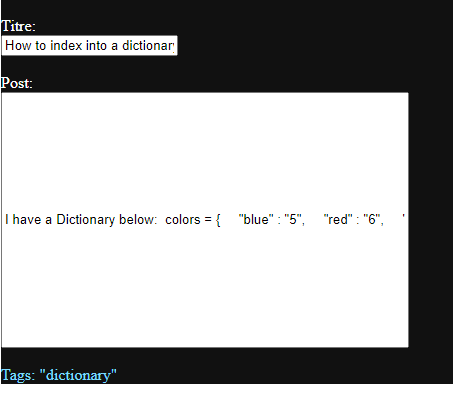 Titre:
How to index into a dictionar
Post:
I have a Dictionary below:  colors = {     "blue" : "5",     "red" : "6",     '
Tags: "dictionary"